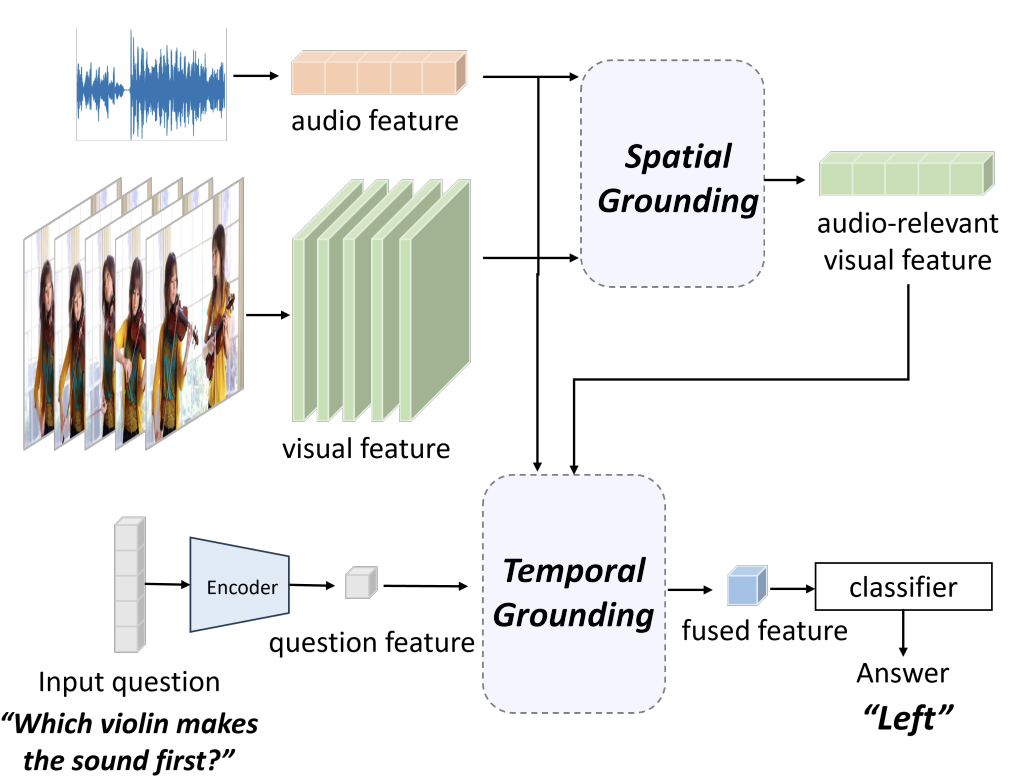 audio feature
Spatial
Grounding
audio-relevant
visual feature
visual feature
Temporal
Grounding
Encoder
question feature
fused feature
classifier
Input question
“Which violin makes
the sound first?”
Answer
“Left”